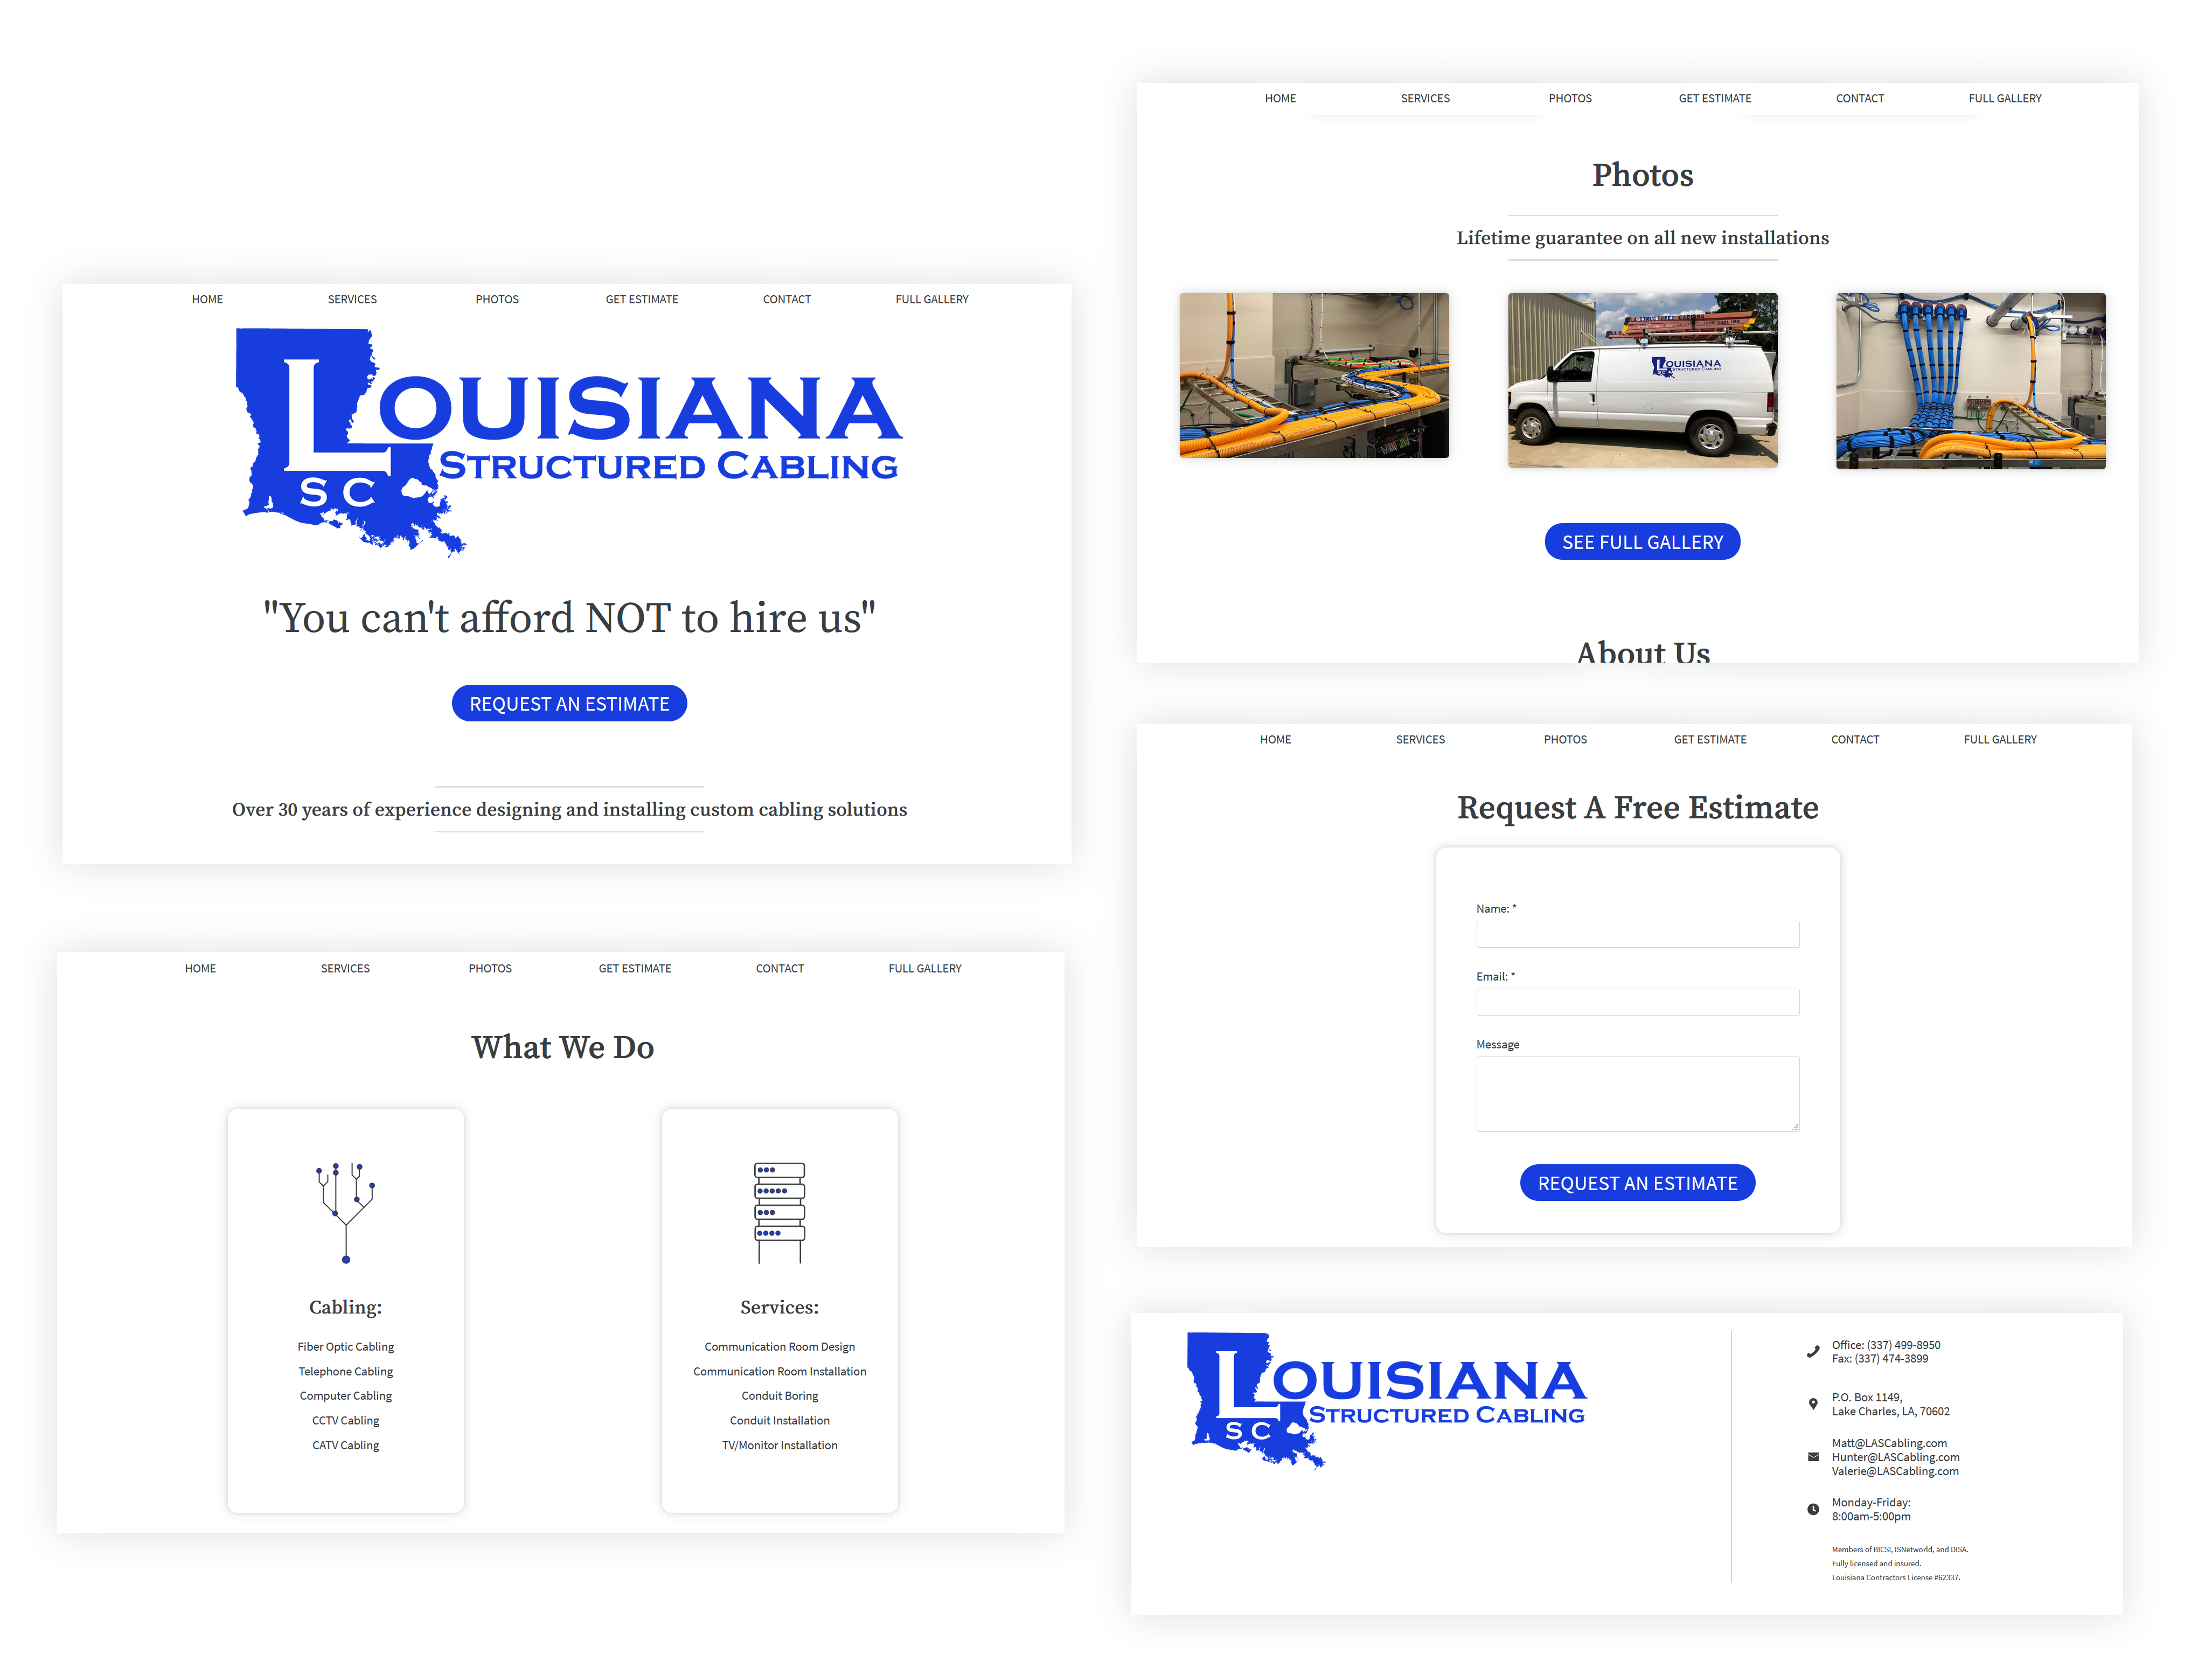 HOME SERVICES PHOTOS GET ESTIMATE CONTACT FULL GALLERY
LOUISIANA
STRUCTURED CABLING
SC
"You can't afford NOT to hire us"
REQUEST AN ESTIMATE
Over 30 years of experience designing and installing custom cabling solutions
HOME SERVICES PHOTOS GET ESTIMATE CONTACT FULL GALLERY
What We Do
Cabling:
Fiber Optic Cabling
Telephone Cabling
Computer Cabling
CCTV Cabling
CATV Cabling
Services:
Communication Room Design
Communication Room Installation
Conduit Boring
Conduit Installation
TV/Monitor Installation
HOME SERVICES PHOTOS GET ESTIMATE CONTACT FULL GALLERY
Photos
Lifetime guarantee on all new installations
LOUISIANA
STRUCTURED CABLING
SC
SEE FULL GALLERY
About Us
HOME SERVICES PHOTOS GET ESTIMATE CONTACT FULL GALLERY
Request A Free Estimate
Name: *
Email: *
Message
REQUEST AN ESTIMATE
LOUISIANA
STRUCTURED CABLING
SC
Office: (337) 499-8950
Fax: (337) 474-3899
P.O. Box 1149,
Lake Charles, LA, 70602
Matt@LASCabling.com
Hunter@LASCabling.com
Valerie@LASCabling.com
Monday-Friday:
8:00am-5:00pm
Members of BICSI, ISNetworld, and DISA.
Fully licensed and insured.
Louisiana Contractors License #62337.